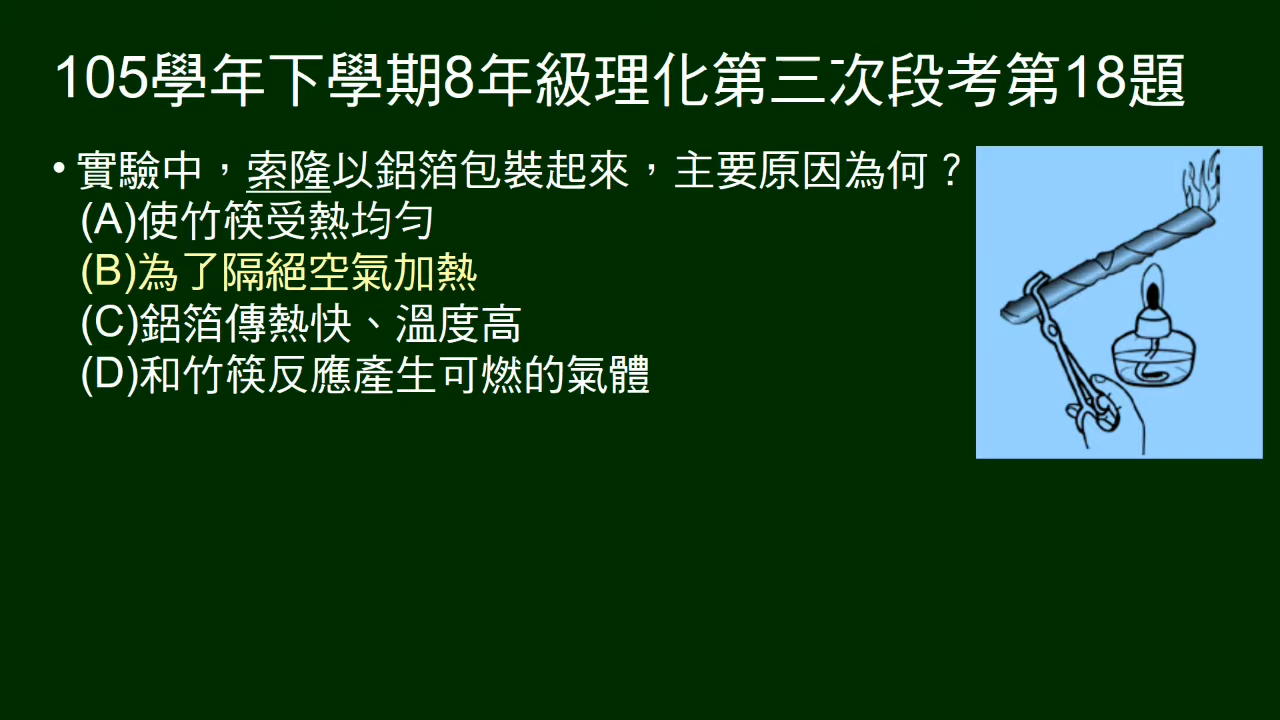 105學年下學期8年級理化第三次段考第18題
• 實驗中，索隆以鋁箔包裝起來，主要原因為何？
(A)使竹筷受熱均勻
(B)為了隔絕空氣加熱
(C)鋁箔傳熱快、溫度高
(D)和竹筷反應產生可燃的氣體